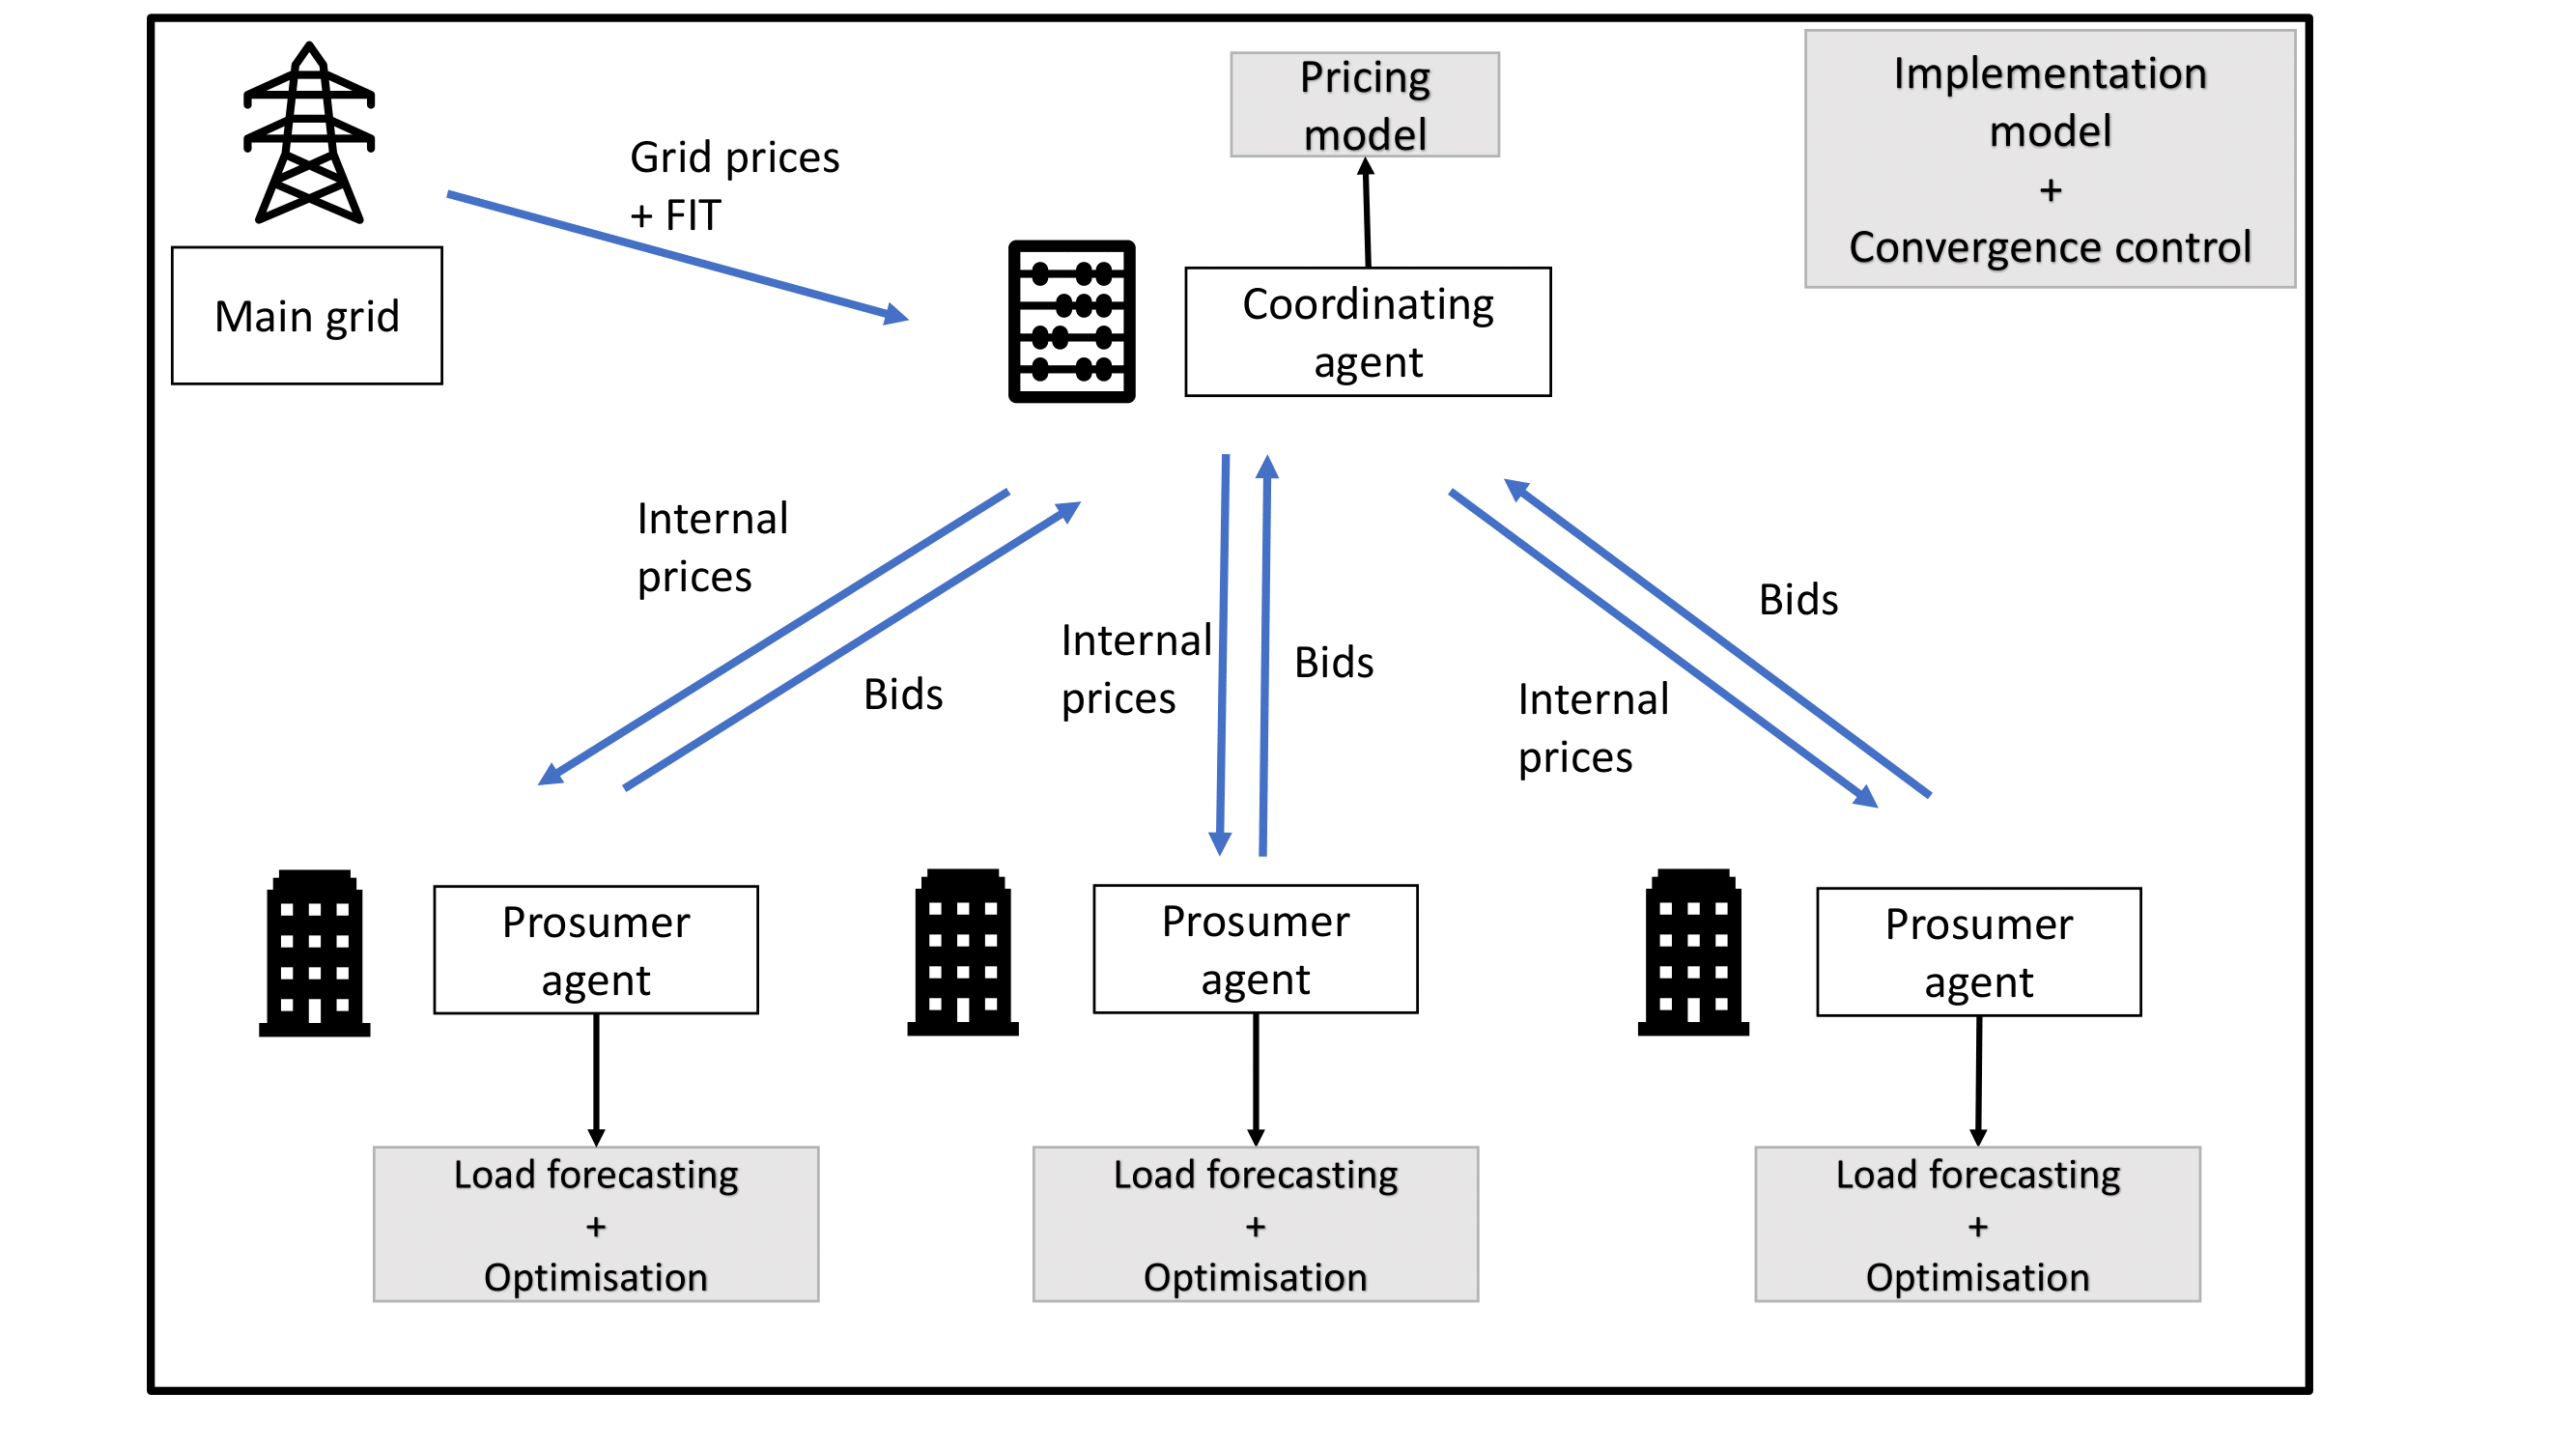 Grid prices
+ FIT
Main grid
Pricing
model
Coordinating
agent
Implementation
model
+
Convergence control
Internal
prices
Bids
Internal
prices
Bids
Internal
prices
Bids
Prosumer
agent
Load forecasting
+
Optimisation
Prosumer
agent
Load forecasting
+
Optimisation
Prosumer
agent
Load forecasting
+
Optimisation